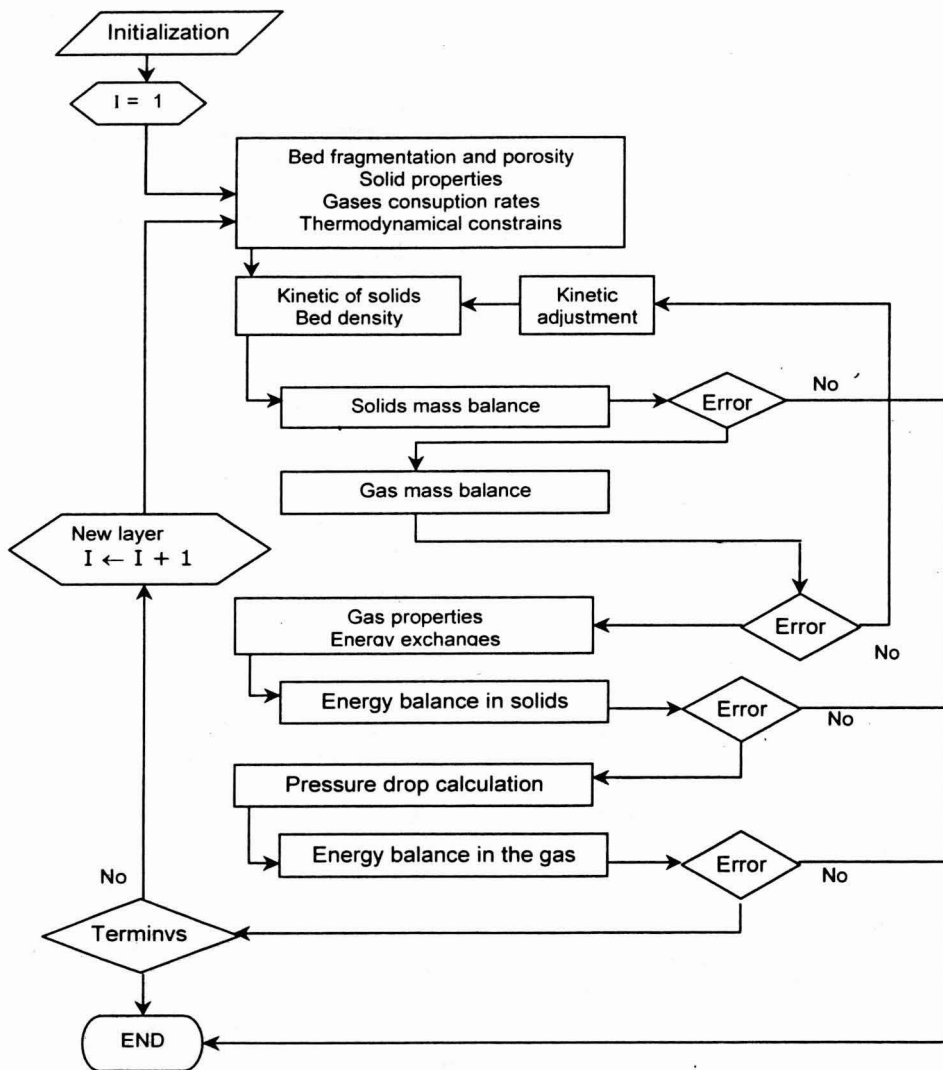 Initialization
I = 1
Bed fragmentation and porosity
Solid properties
Gases consuption rates
Thermodynamical constrains
Kinetic of solids
Bed density
Kinetic
adjustment
Solids mass balance
Error
No
Gas mass balance
New layer
I ← I + 1
Gas properties
Energy exchanges
Error
No
Energy balance in solids
Error
No
Pressure drop calculation
Energy balance in the gas
Error
No
No
Terminvs
END